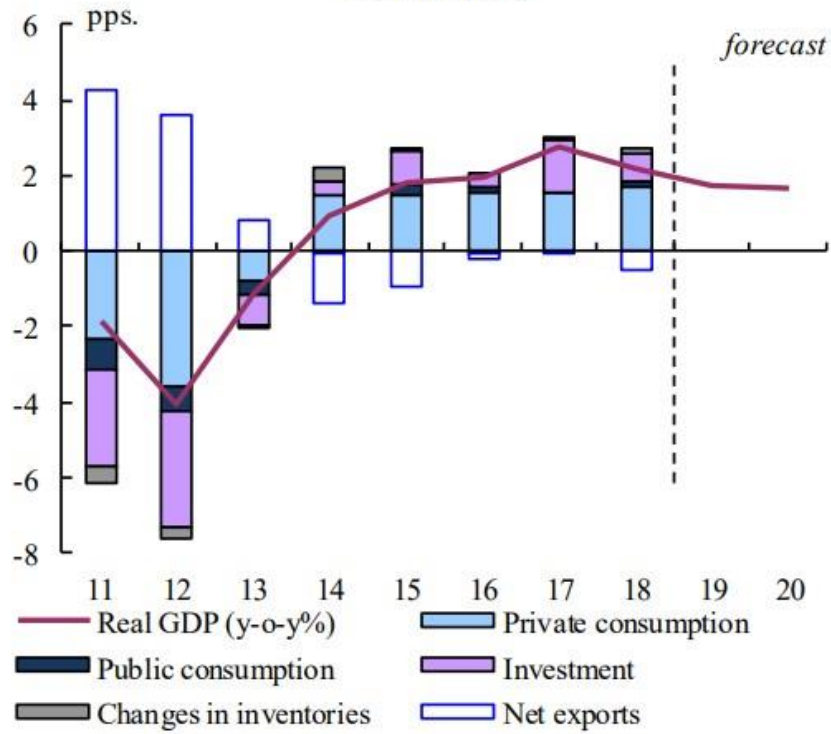 6
pps.
forecast
4
2
0
-2
-4
-6
-8
11 12 13 14 15 16 17 18 19 20
Real GDP (y-o-y%) Private consumption
Public consumption Investment
Changes in inventories Net exports